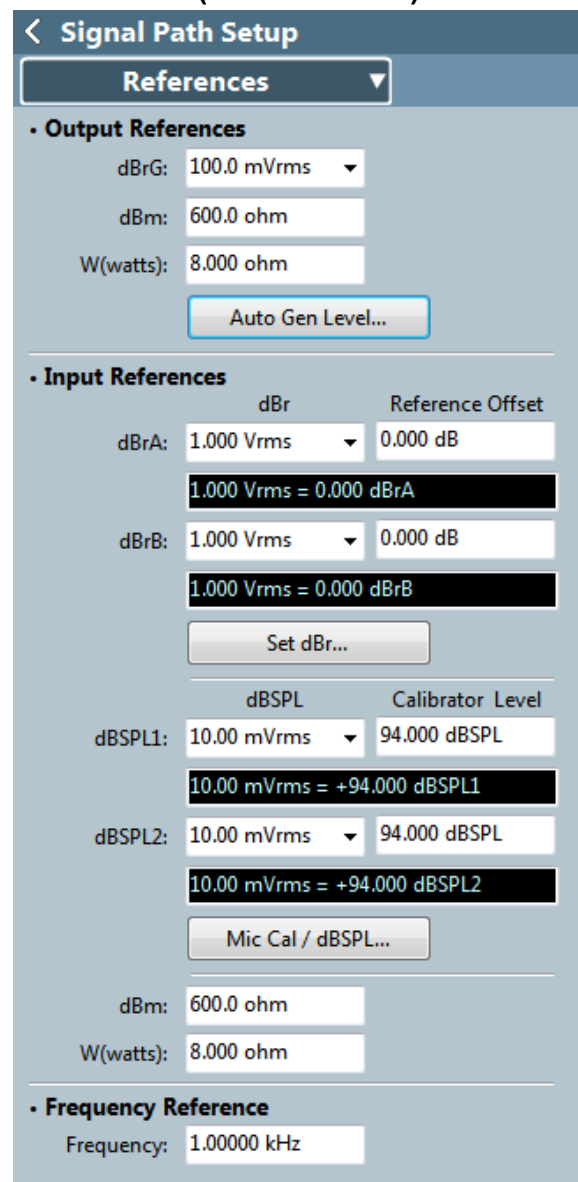 Signal Path Setup
References
• Output References
dBrG: 100.0 mVrms
dBm: 600.0 ohm
W(watts): 8.000 ohm
Auto Gen Level...
• Input References
dBr Reference Offset
dBrA: 1.000 Vrms 0.000 dB
1.000 Vrms = 0.000 dBrA
dBrB: 1.000 Vrms 0.000 dB
1.000 Vrms = 0.000 dBrB
Set dBr...
dBSPL Calibrator Level
dBSPL1: 10.00 mVrms 94.000 dBSPL
10.00 mVrms = +94.000 dBSPL1
dBSPL2: 10.00 mVrms 94.000 dBSPL
10.00 mVrms = +94.000 dBSPL2
Mic Cal / dBSPL...
dBm: 600.0 ohm
W(watts): 8.000 ohm
• Frequency Reference
Frequency: 1.00000 kHz